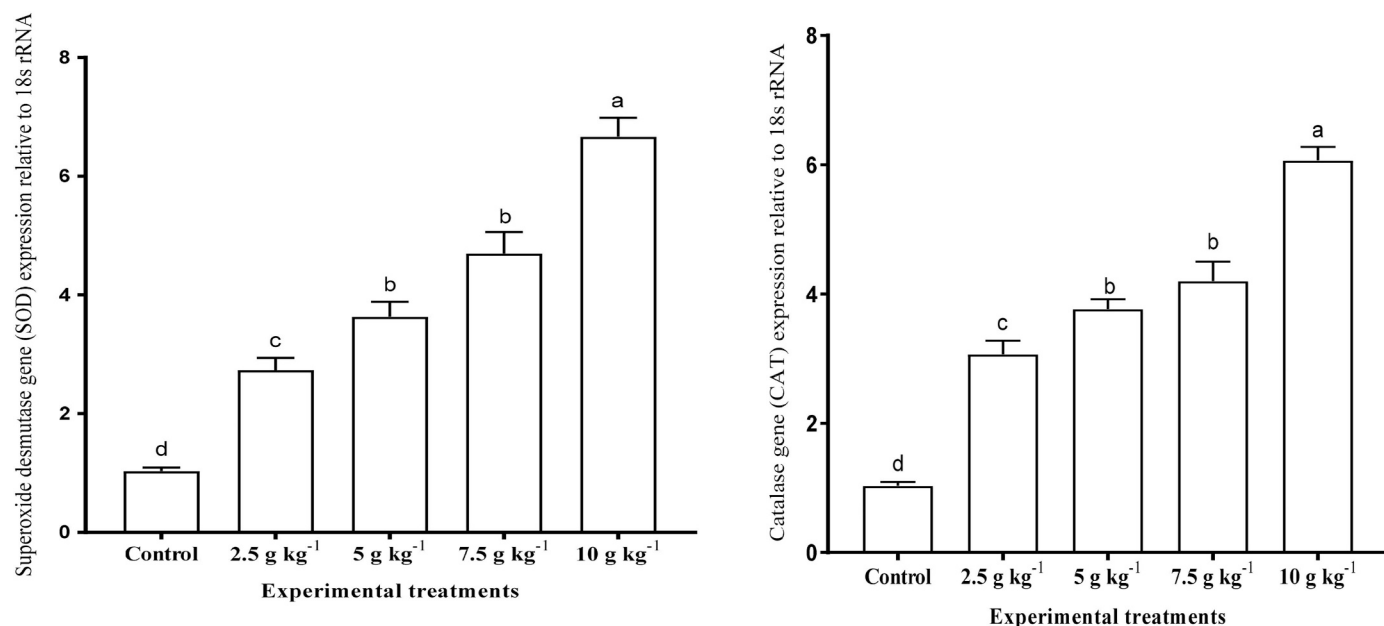 Superoxide desmutase gene (SOD) expression relative to 18s rRNA
8
6
4
2
0
d
c
b
b
a
Control 2.5 g kg⁻¹ 5 g kg⁻¹ 7.5 g kg⁻¹ 10 g kg⁻¹
Experimental treatments
Catalase gene (CAT) expression relative to 18s rRNA
8
6
4
2
0
d
c
b
b
a
Control 2.5 g kg⁻¹ 5 g kg⁻¹ 7.5 g kg⁻¹ 10 g kg⁻¹
Experimental treatments